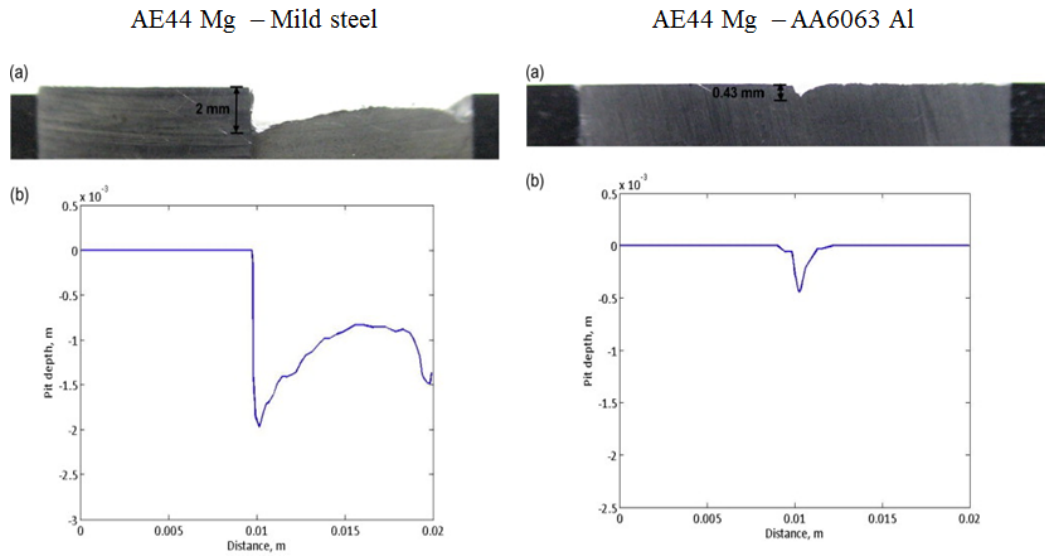 AE44 Mg – Mild steel
AE44 Mg – AA6063 Al
(a)
2 mm
(a)
0.43 mm
(b)
x 10⁻³
0.5
0
-0.5
-1
-1.5
-2
-2.5
-3
Pit depth, m
0
0.005
0.01
0.015
0.02
Distance, m
(b)
x 10⁻³
0.5
0
-0.5
-1
-1.5
-2
-2.5
Pit depth, m
0
0.005
0.01
0.015
0.02
Distance, m